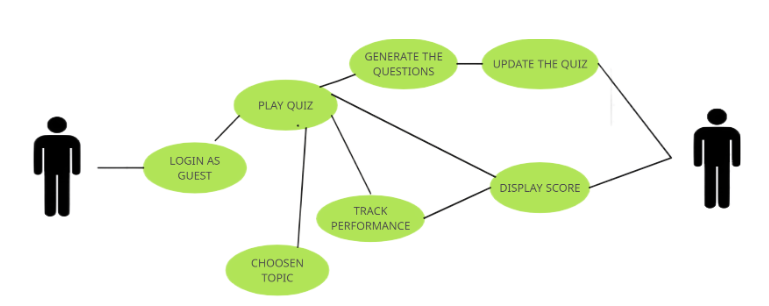 GENERATE THE
QUESTIONS
UPDATE THE QUIZ
PLAY QUIZ
LOGIN AS
GUEST
DISPLAY SCORE
TRACK
PERFORMANCE
CHOOSEN
TOPIC